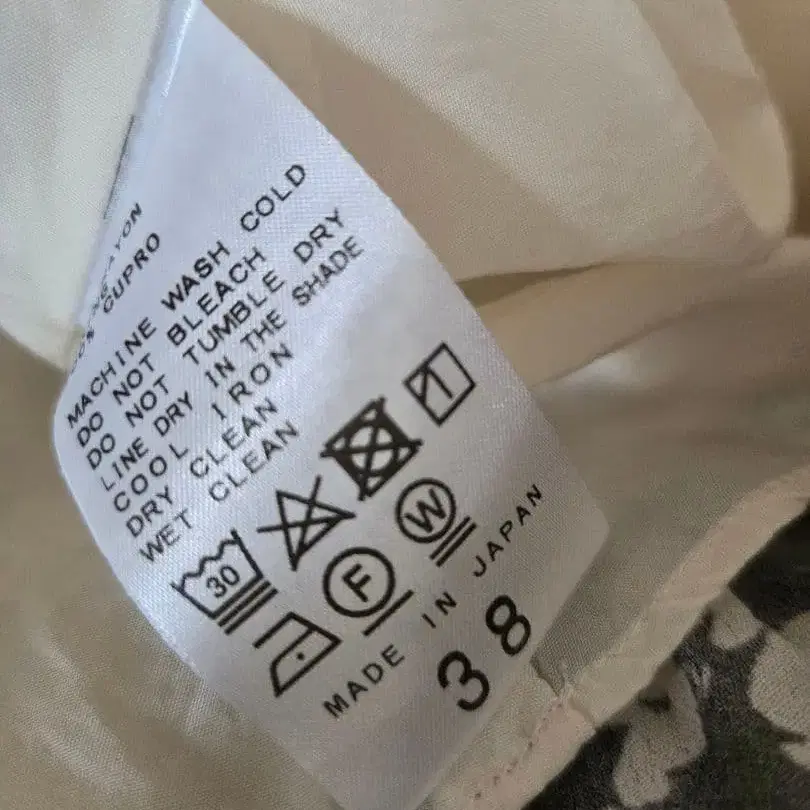 CUPRO
MACHINE WASH COLD
DO NOT BLEACH
DO NOT TUMBLE DRY
LINE DRY IN THE SHADE
COOL IRON
DRY CLEAN
WET CLEAN
30
F
W
MADE IN JAPAN
38